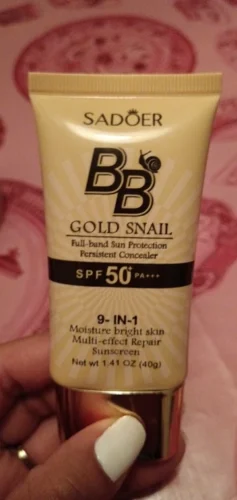 SADOER
BB
GOLD SNAIL
Full-band Sun Protection
Persistent Concealer
SPF 50+ PA+++
9-IN-1
Moisture bright skin
Multi-effect Repair
Sunscreen
Net wt 1.41 OZ (40g)